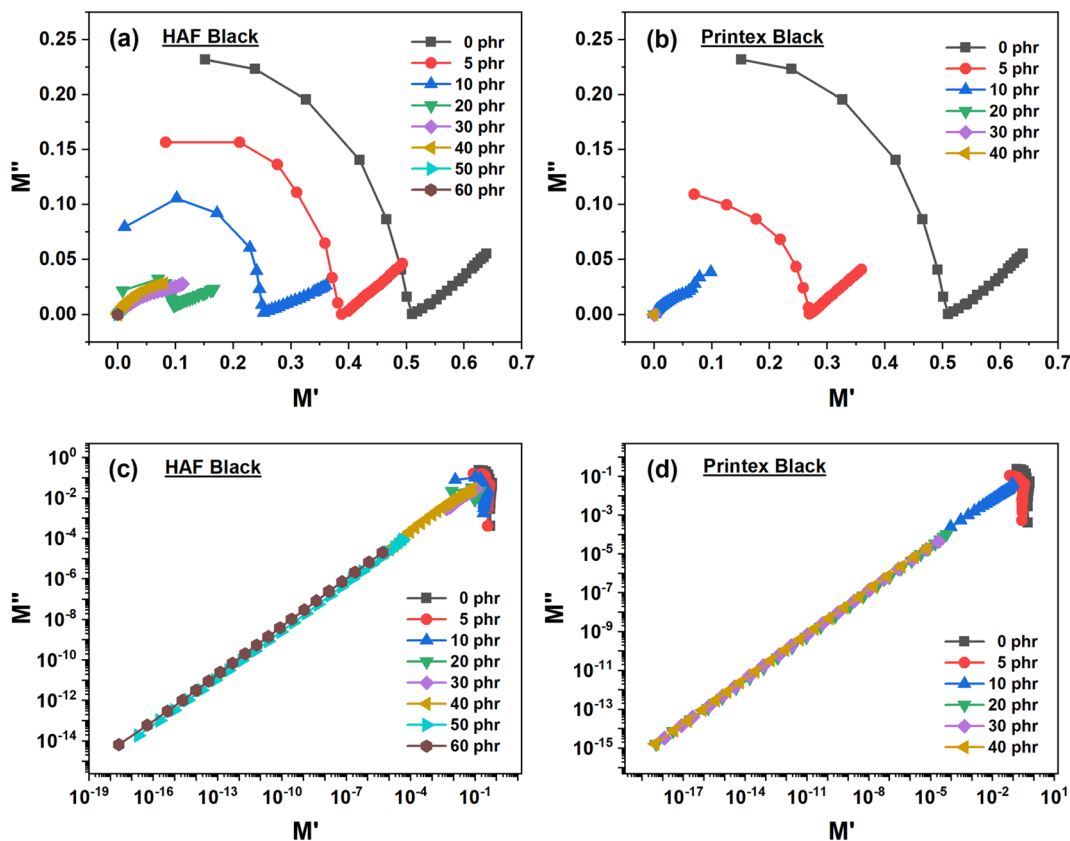 (a) HAF Black
0 phr
5 phr
10 phr
20 phr
30 phr
40 phr
50 phr
60 phr
M"
0.25
0.20
0.15
0.10
0.05
0.00
0.0 0.1 0.2 0.3 0.4 0.5 0.6 0.7
M'
(b) Printex Black
0 phr
5 phr
10 phr
20 phr
30 phr
40 phr
M"
0.25
0.20
0.15
0.10
0.05
0.00
0.0 0.1 0.2 0.3 0.4 0.5 0.6 0.7
M'
(c) HAF Black
0 phr
5 phr
10 phr
20 phr
30 phr
40 phr
50 phr
60 phr
M"
10⁰
10⁻²
10⁻⁴
10⁻⁶
10⁻⁸
10⁻¹⁰
10⁻¹²
10⁻¹⁴
10⁻¹⁹ 10⁻¹⁶ 10⁻¹³ 10⁻¹⁰ 10⁻⁷ 10⁻⁴ 10⁻¹
M'
(d) Printex Black
0 phr
5 phr
10 phr
20 phr
30 phr
40 phr
M"
10⁻¹
10⁻³
10⁻⁵
10⁻⁷
10⁻⁹
10⁻¹¹
10⁻¹³
10⁻¹⁵
10⁻¹⁷ 10⁻¹⁴ 10⁻¹¹ 10⁻⁸ 10⁻⁵ 10⁻² 10¹
M'